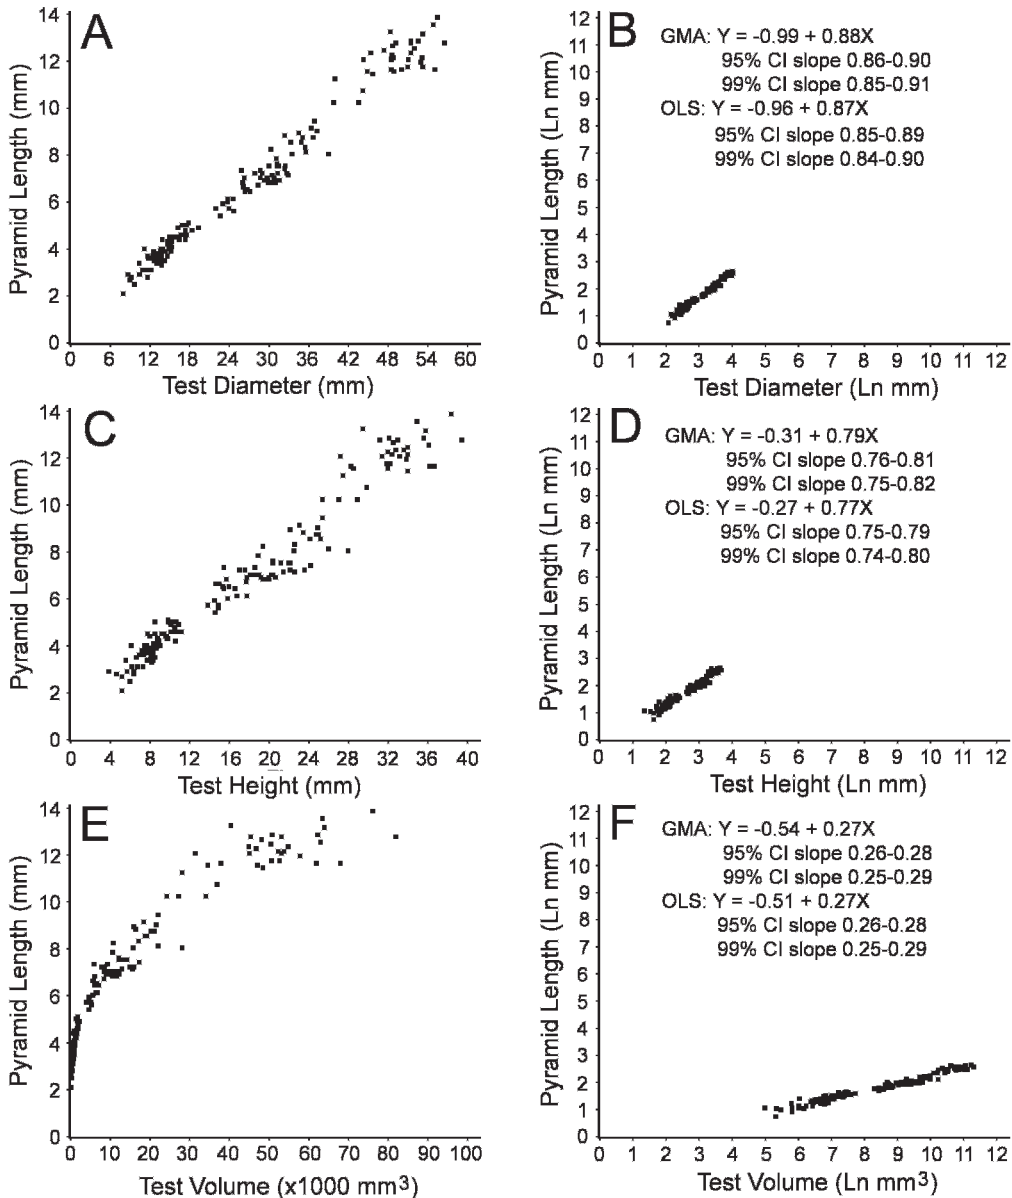 A
Pyramid Length (mm)
14
12
10
8
6
4
2
0
0 6 12 18 24 30 36 42 48 54 60
Test Diameter (mm)
B
GMA: Y = -0.99 + 0.88X
95% CI slope 0.86-0.90
99% CI slope 0.85-0.91
OLS: Y = -0.96 + 0.87X
95% CI slope 0.85-0.89
99% CI slope 0.84-0.90
Pyramid Length (Ln mm)
12
11
10
9
8
7
6
5
4
3
2
1
0
0 1 2 3 4 5 6 7 8 9 10 11 12
Test Diameter (Ln mm)
C
Pyramid Length (mm)
14
12
10
8
6
4
2
0
0 4 8 12 16 20 24 28 32 36 40
Test Height (mm)
D
GMA: Y = -0.31 + 0.79X
95% CI slope 0.76-0.81
99% CI slope 0.75-0.82
OLS: Y = -0.27 + 0.77X
95% CI slope 0.75-0.79
99% CI slope 0.74-0.80
Pyramid Length (Ln mm)
12
11
10
9
8
7
6
5
4
3
2
1
0
0 1 2 3 4 5 6 7 8 9 10 11 12
Test Height (Ln mm)
E
Pyramid Length (mm)
14
12
10
8
6
4
2
0
0 10 20 30 40 50 60 70 80 90 100
Test Volume (x1000 mm³)
F
GMA: Y = -0.54 + 0.27X
95% CI slope 0.26-0.28
99% CI slope 0.25-0.29
OLS: Y = -0.51 + 0.27X
95% CI slope 0.26-0.28
99% CI slope 0.25-0.29
Pyramid Length (Ln mm)
12
11
10
9
8
7
6
5
4
3
2
1
0
0 1 2 3 4 5 6 7 8 9 10 11 12
Test Volume (Ln mm³)